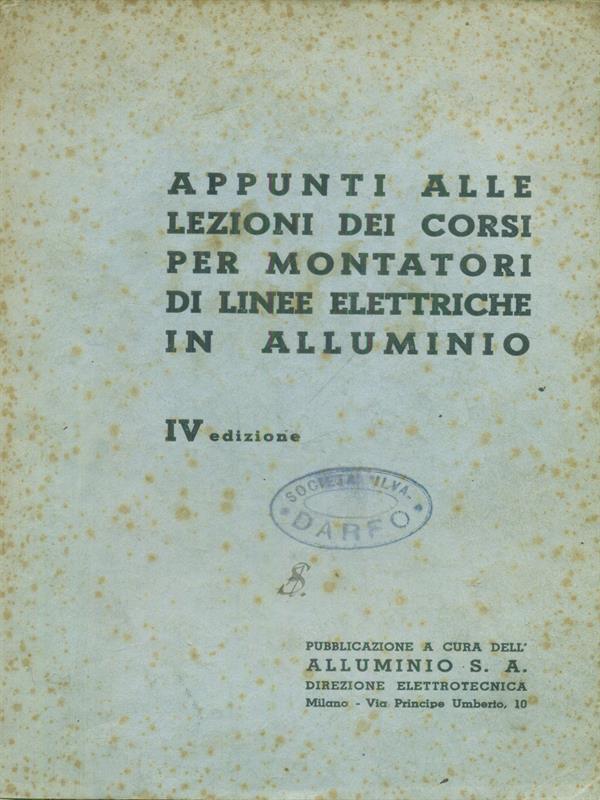 APPUNTI ALLE
LEZIONI DEI CORSI
PER MONTATORI
DI LINEE ELETTRICHE
IN ALLUMINIO
IV edizione
SOCIETÀ ILVA
DARFO
PUBBLICAZIONE A CURA DELL'
ALLUMINIO S. A.
DIREZIONE ELETTROTECNICA
Milano - Via Principe Umberto, 10